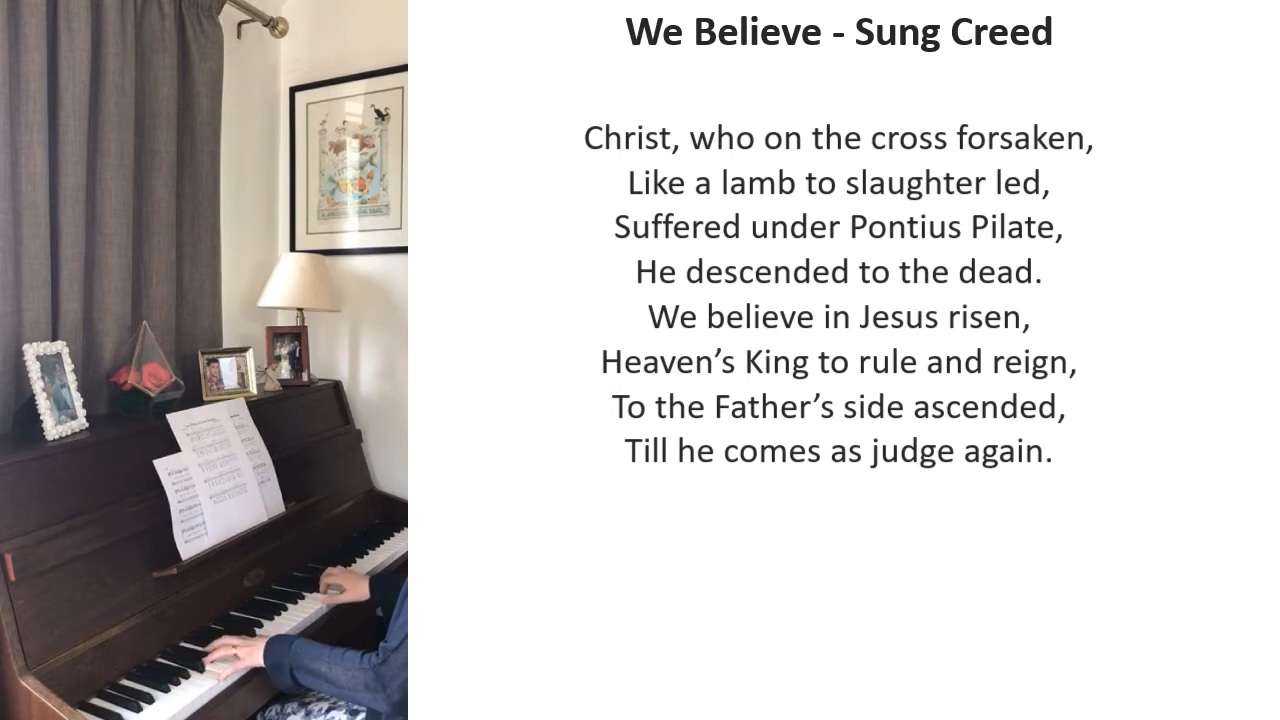 We Believe - Sung Creed
Christ, who on the cross forsaken,
Like a lamb to slaughter led,
Suffered under Pontius Pilate,
He descended to the dead.
We believe in Jesus risen,
Heaven’s King to rule and reign,
To the Father’s side ascended,
Till he comes as judge again.